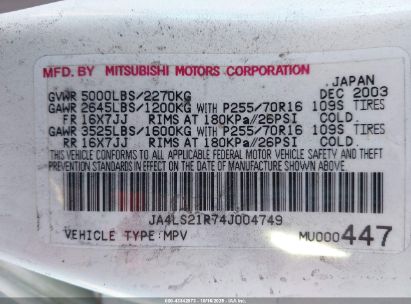 MFD. BY MITSUBISHI MOTORS CORPORATION
JAPAN
GVWR 5000LBS/2270KG DEC 2003
GAWR 2645LBS/1200KG WITH P255/70R16 109S TIRES
FR 16X7JJ RIMS AT 180KPa//26PSI COLD.
GAWR 3525LBS/1600KG WITH P255/70R16 109S TIRES
RR 16X7JJ RIMS AT 180KPa//26PSI COLD.
THIS VEHICLE CONFORMS TO ALL APPLICABLE FEDERAL MOTOR VEHICLE SAFETY AND THEFT
PREVENTION STANDARDS IN EFFECT ON THE DATE OF MANUFACTURE SHOWN ABOVE.
JA4LS21R74J004749
VEHICLE TYPE:MPV MU000447